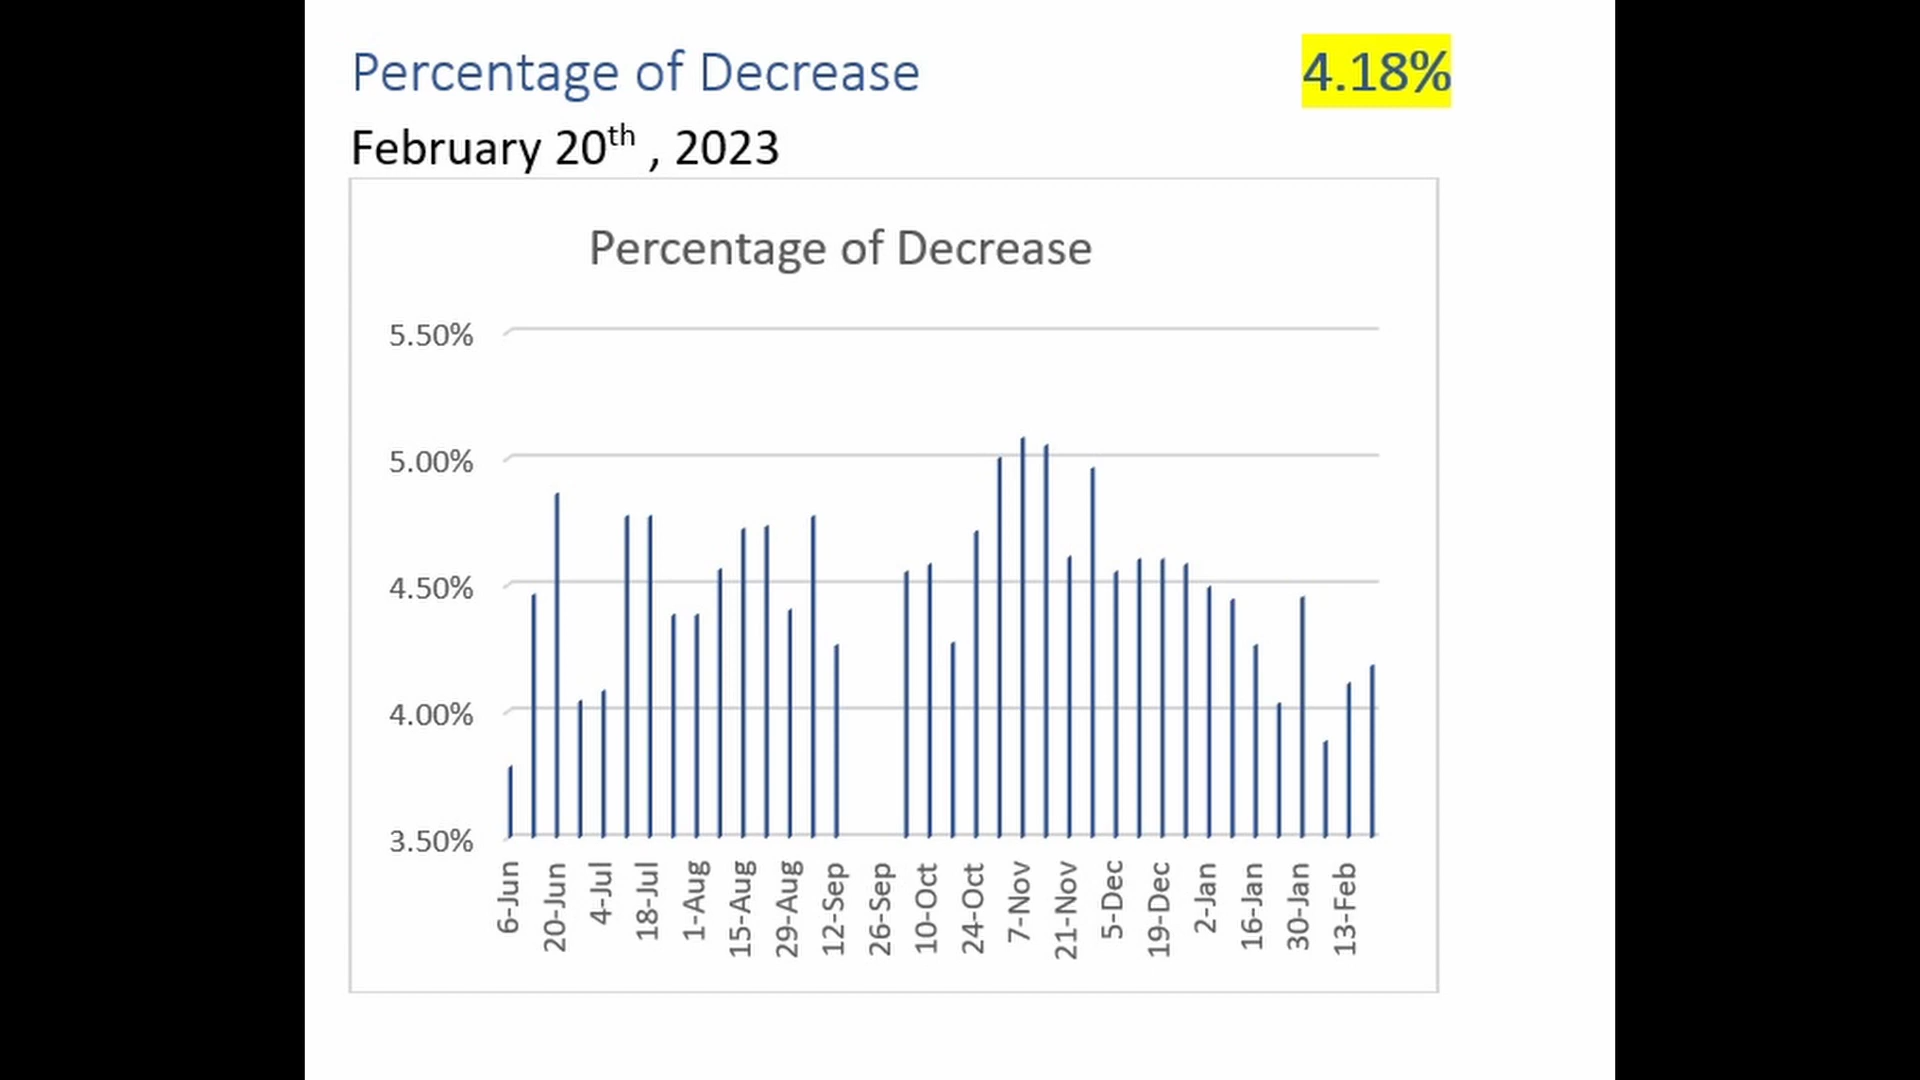 Percentage of Decrease 4.18%
February 20th , 2023
Percentage of Decrease
5.50%
5.00%
4.50%
4.00%
3.50%
6-Jun 20-Jun 4-Jul 18-Jul 1-Aug 15-Aug 29-Aug 12-Sep 26-Sep 10-Oct 24-Oct 7-Nov 21-Nov 5-Dec 19-Dec 2-Jan 16-Jan 30-Jan 13-Feb